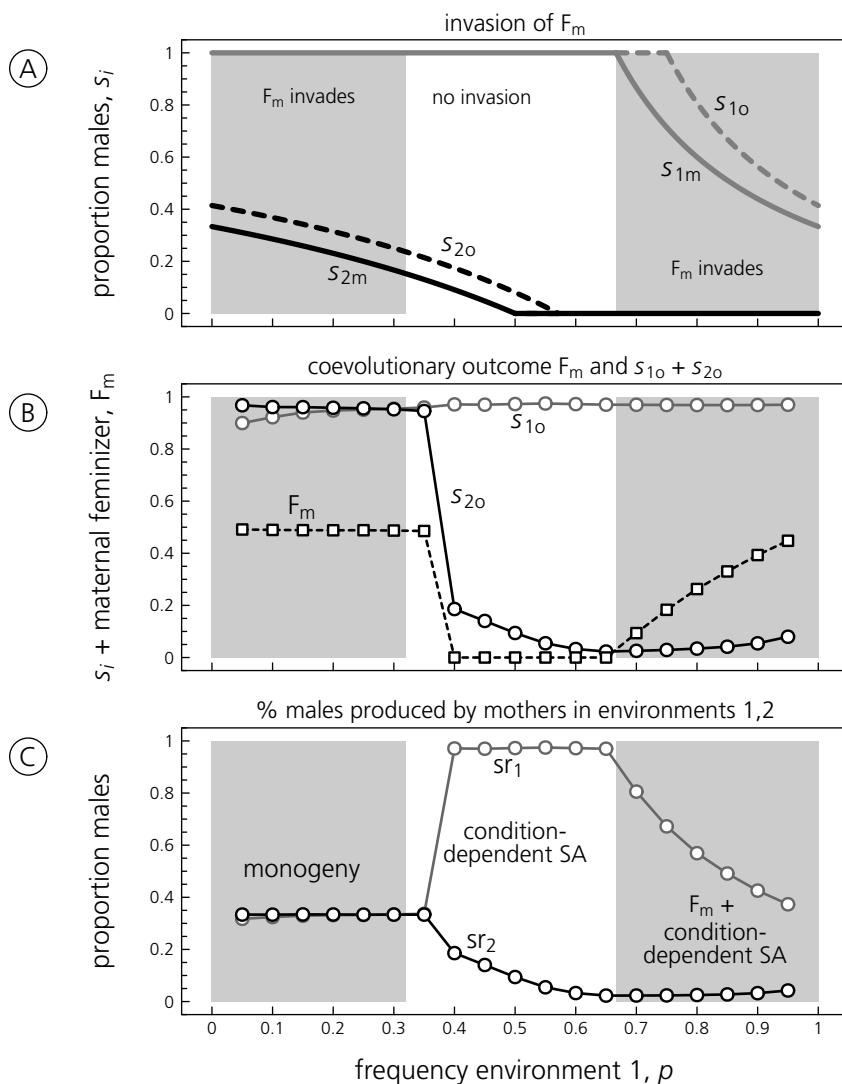 invasion of Fm
A
proportion males, si
1
0.8
0.6
0.4
0.2
0
Fm invades
no invasion
s1o
s1m
s2o
s2m
Fm invades
coevolutionary outcome Fm and s1o + s2o
B
si + maternal feminizer, Fm
1
0.8
0.6
0.4
0.2
0
s1o
s2o
Fm
% males produced by mothers in environments 1,2
C
proportion males
1
0.8
0.6
0.4
0.2
0
sr1
condition-
dependent SA
monogeny
sr2
Fm +
condition-
dependent SA
0 0.1 0.2 0.3 0.4 0.5 0.6 0.7 0.8 0.9 1
frequency environment 1, p